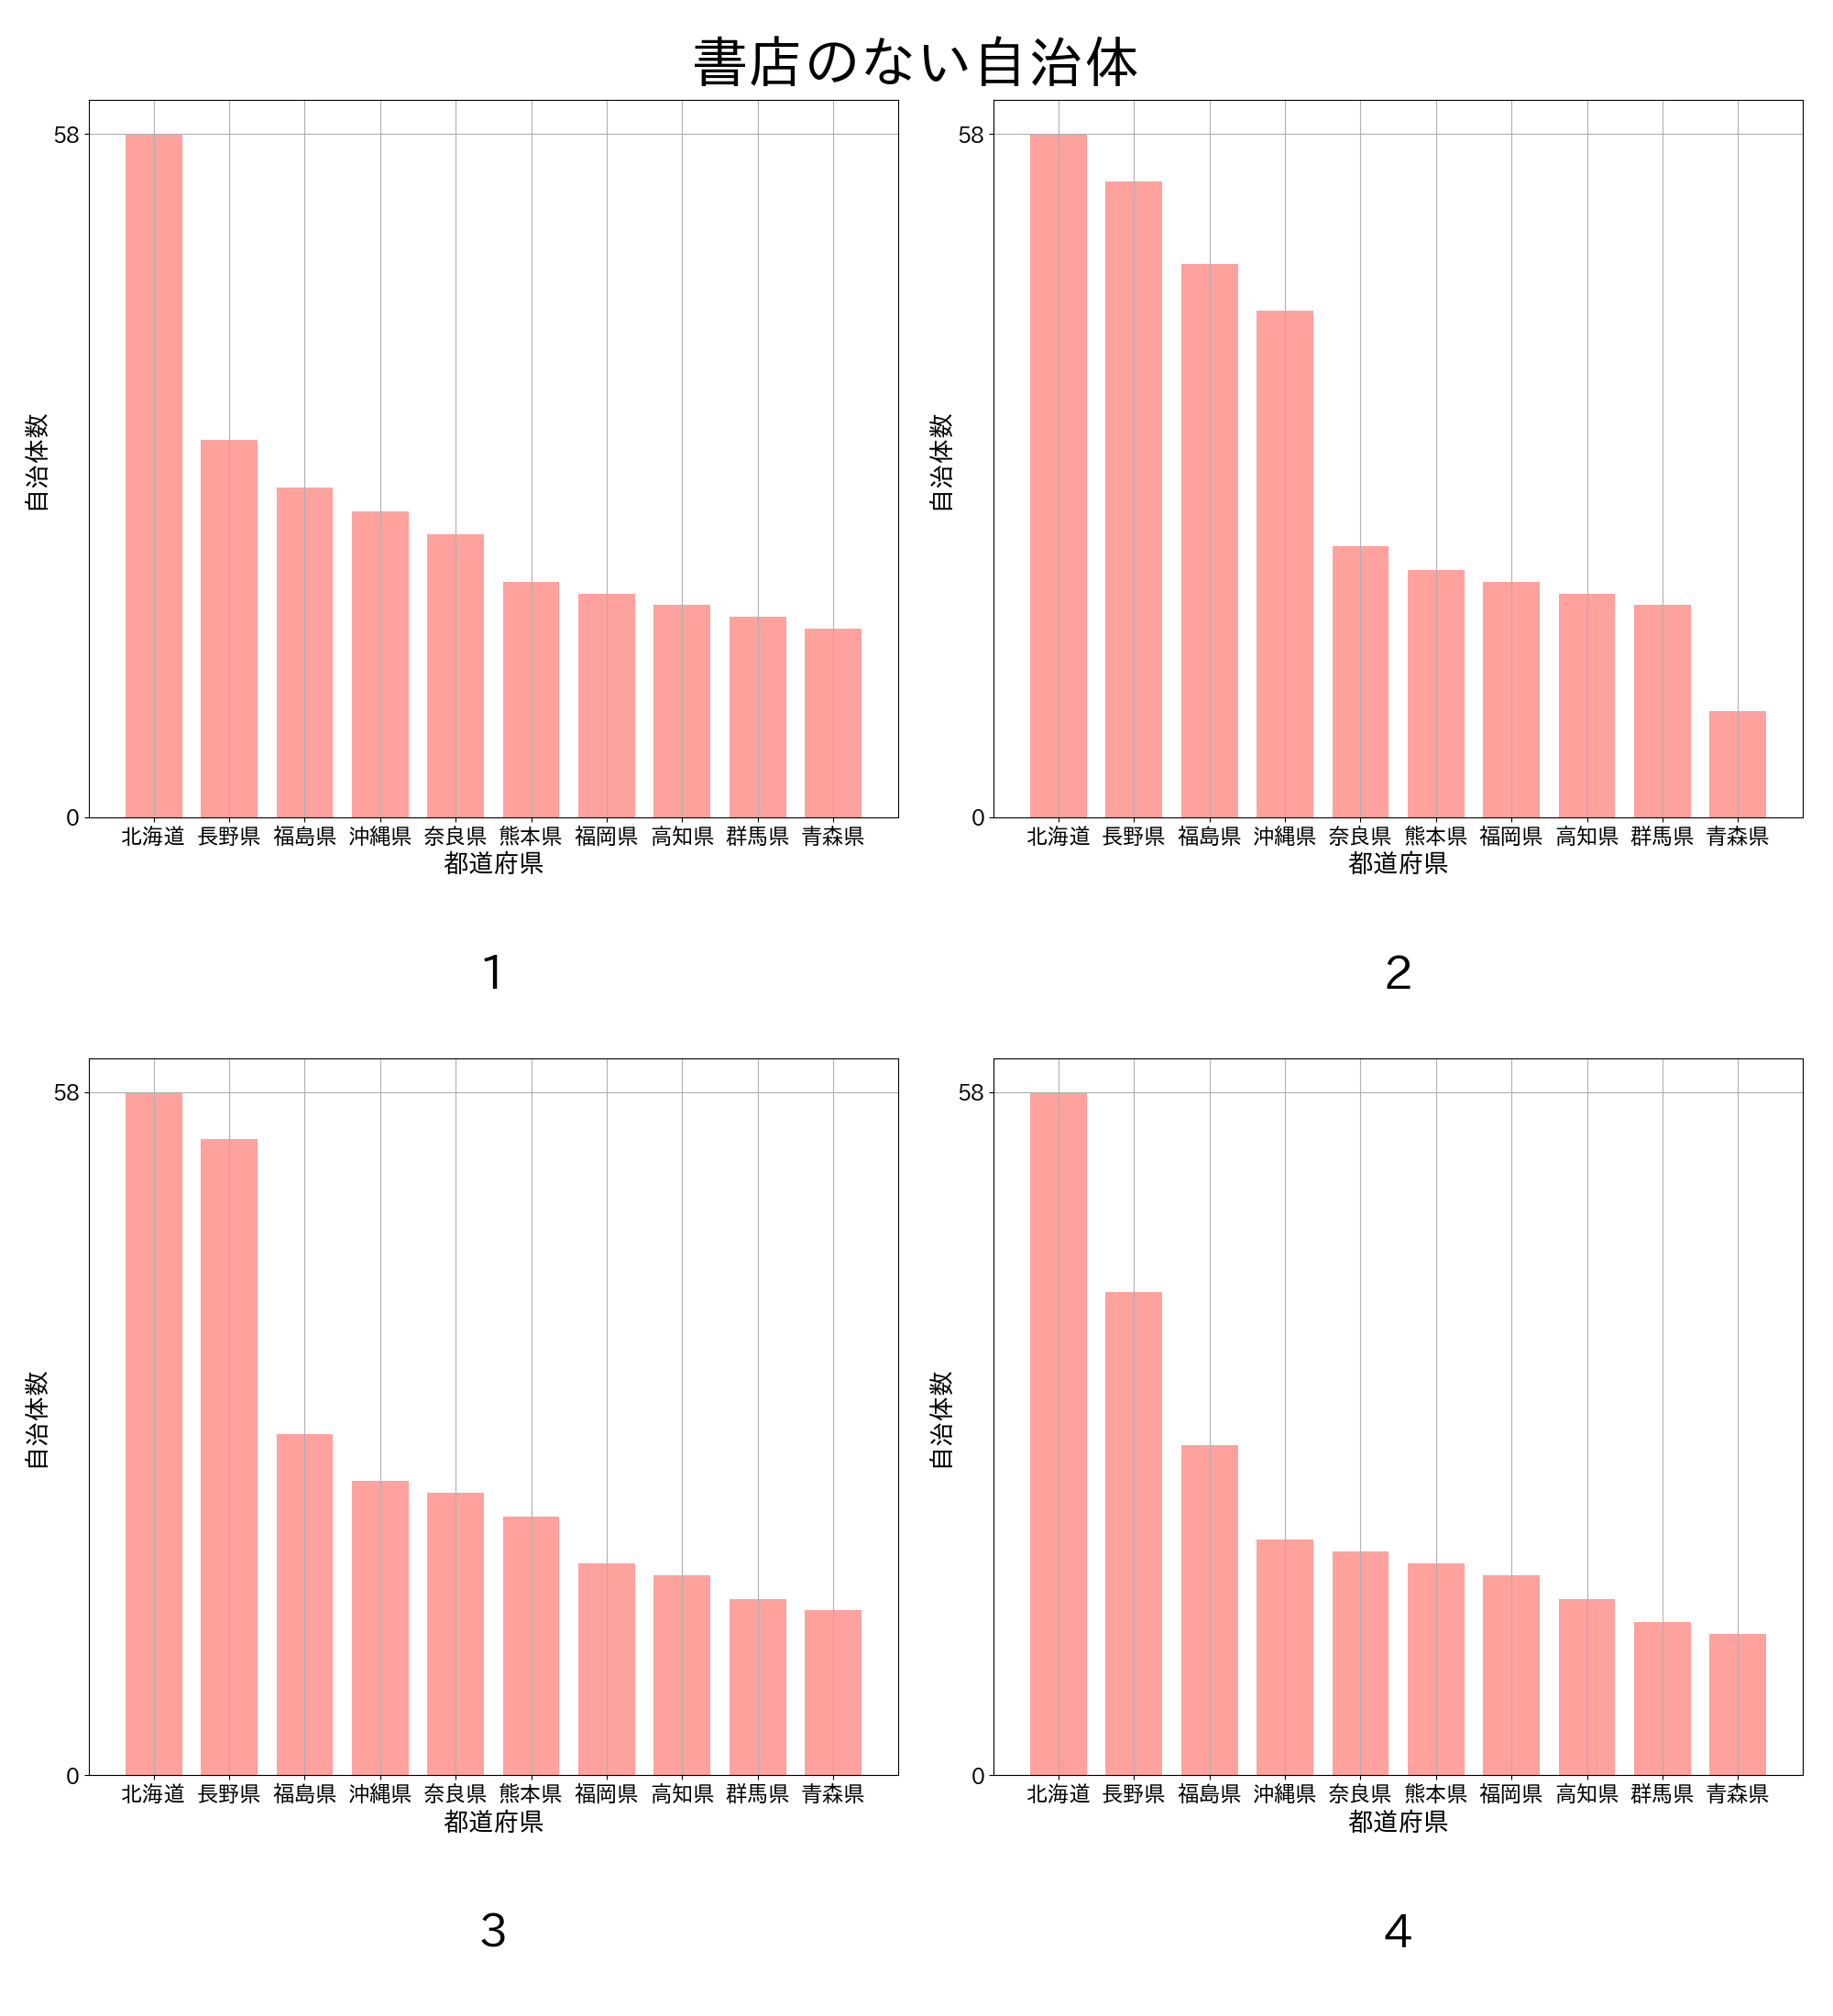 書店のない自治体
58
0
自治体数
北海道 長野県 福島県 沖縄県 奈良県 熊本県 福岡県 高知県 群馬県 青森県
都道府県
1
58
0
自治体数
北海道 長野県 福島県 沖縄県 奈良県 熊本県 福岡県 高知県 群馬県 青森県
都道府県
2
58
0
自治体数
北海道 長野県 福島県 沖縄県 奈良県 熊本県 福岡県 高知県 群馬県 青森県
都道府県
3
58
0
自治体数
北海道 長野県 福島県 沖縄県 奈良県 熊本県 福岡県 高知県 群馬県 青森県
都道府県
4